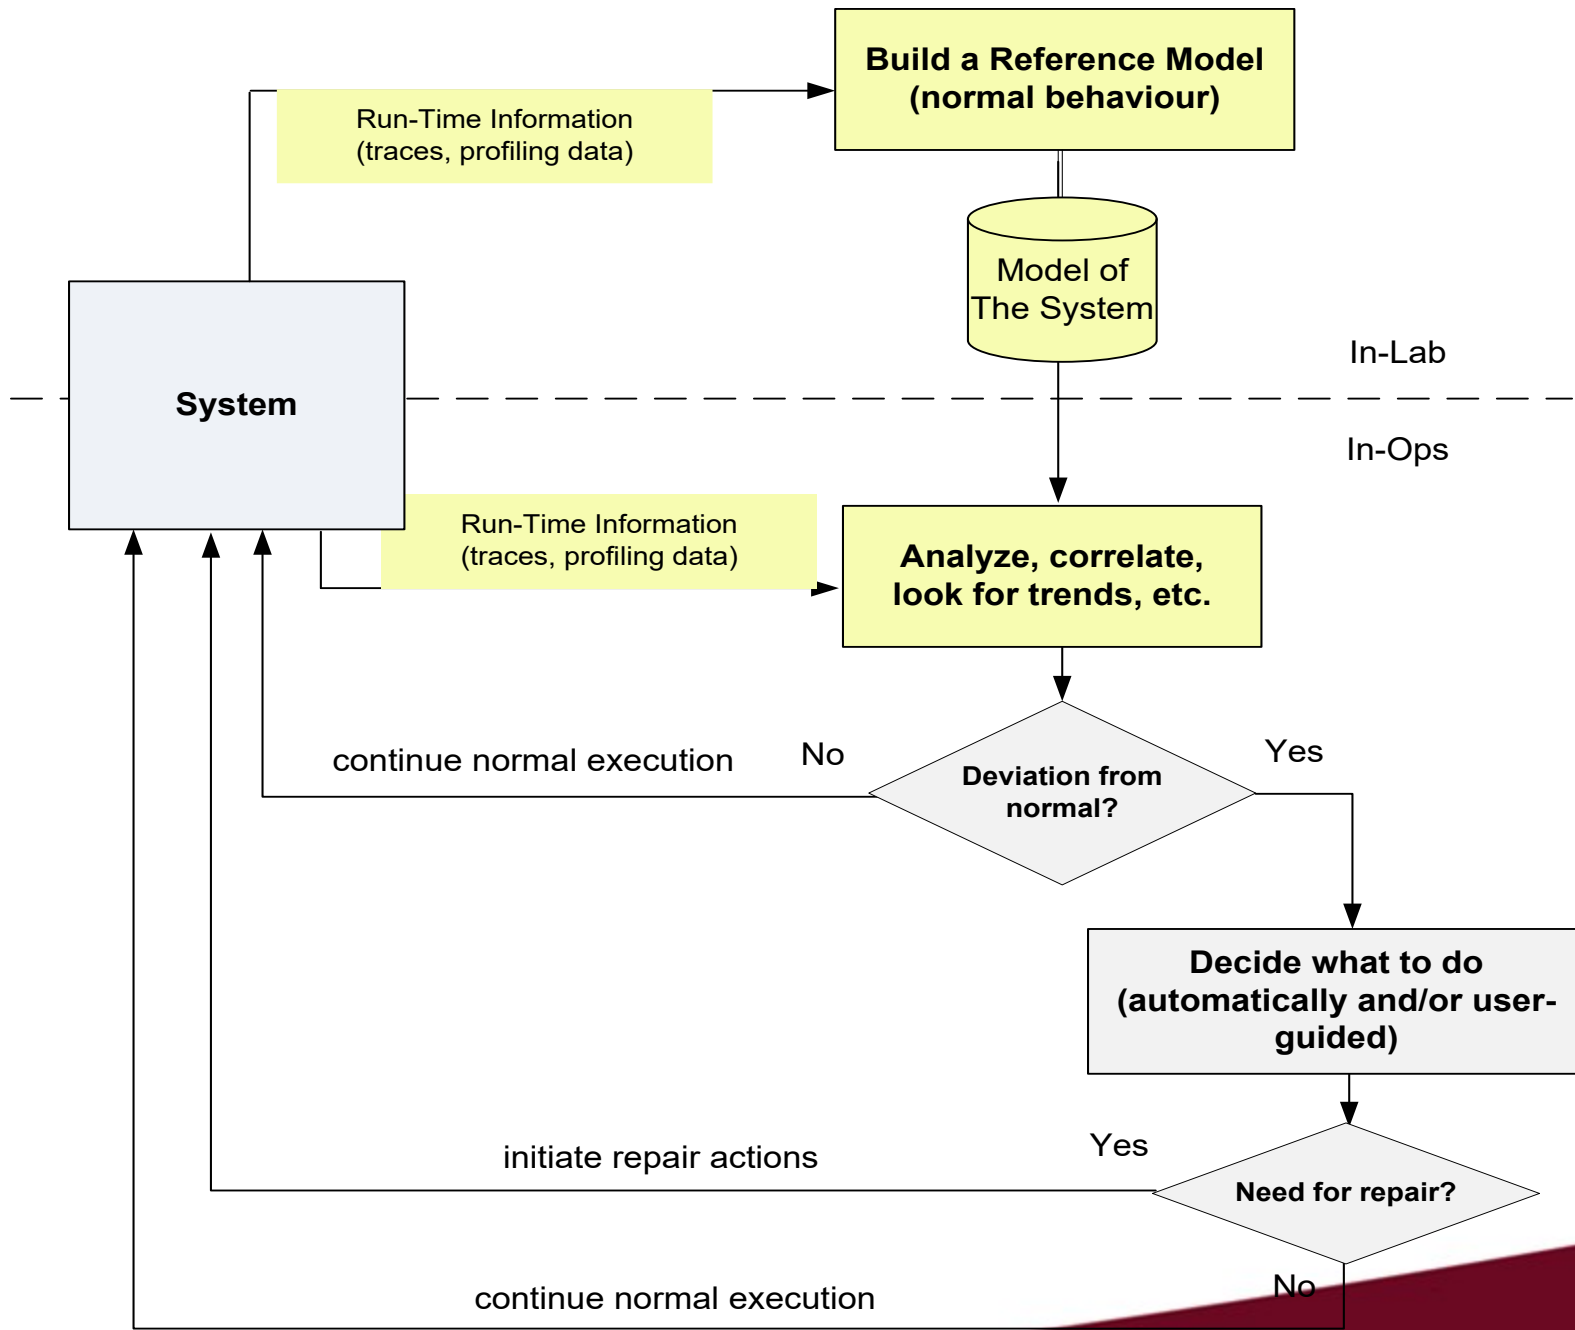 Build a Reference Model
(normal behaviour)
Run-Time Information
(traces, profiling data)
Model of
The System
In-Lab
System
In-Ops
Run-Time Information
(traces, profiling data)
Analyze, correlate,
look for trends, etc.
continue normal execution
No
Yes
Deviation from
normal?
Decide what to do
(automatically and/or user-
guided)
Yes
initiate repair actions
Need for repair?
No
continue normal execution